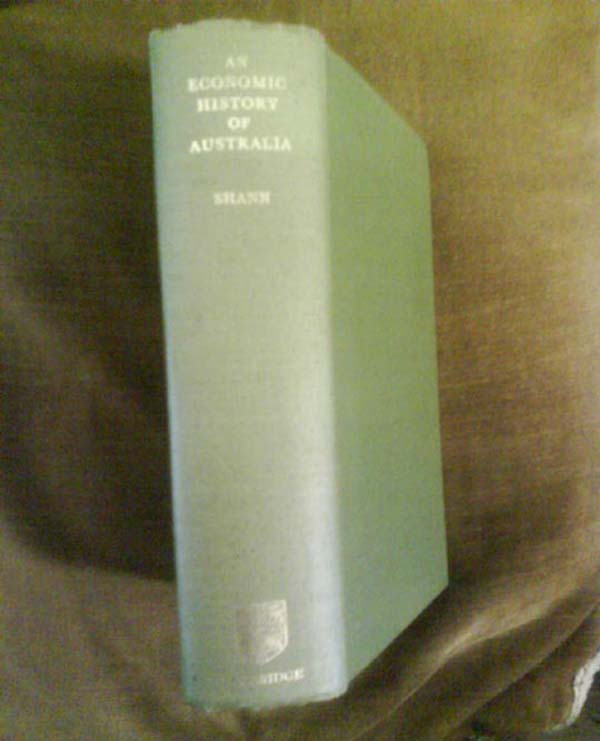 AN
ECONOMIC
HISTORY
OF
AUSTRALIA
SHANN